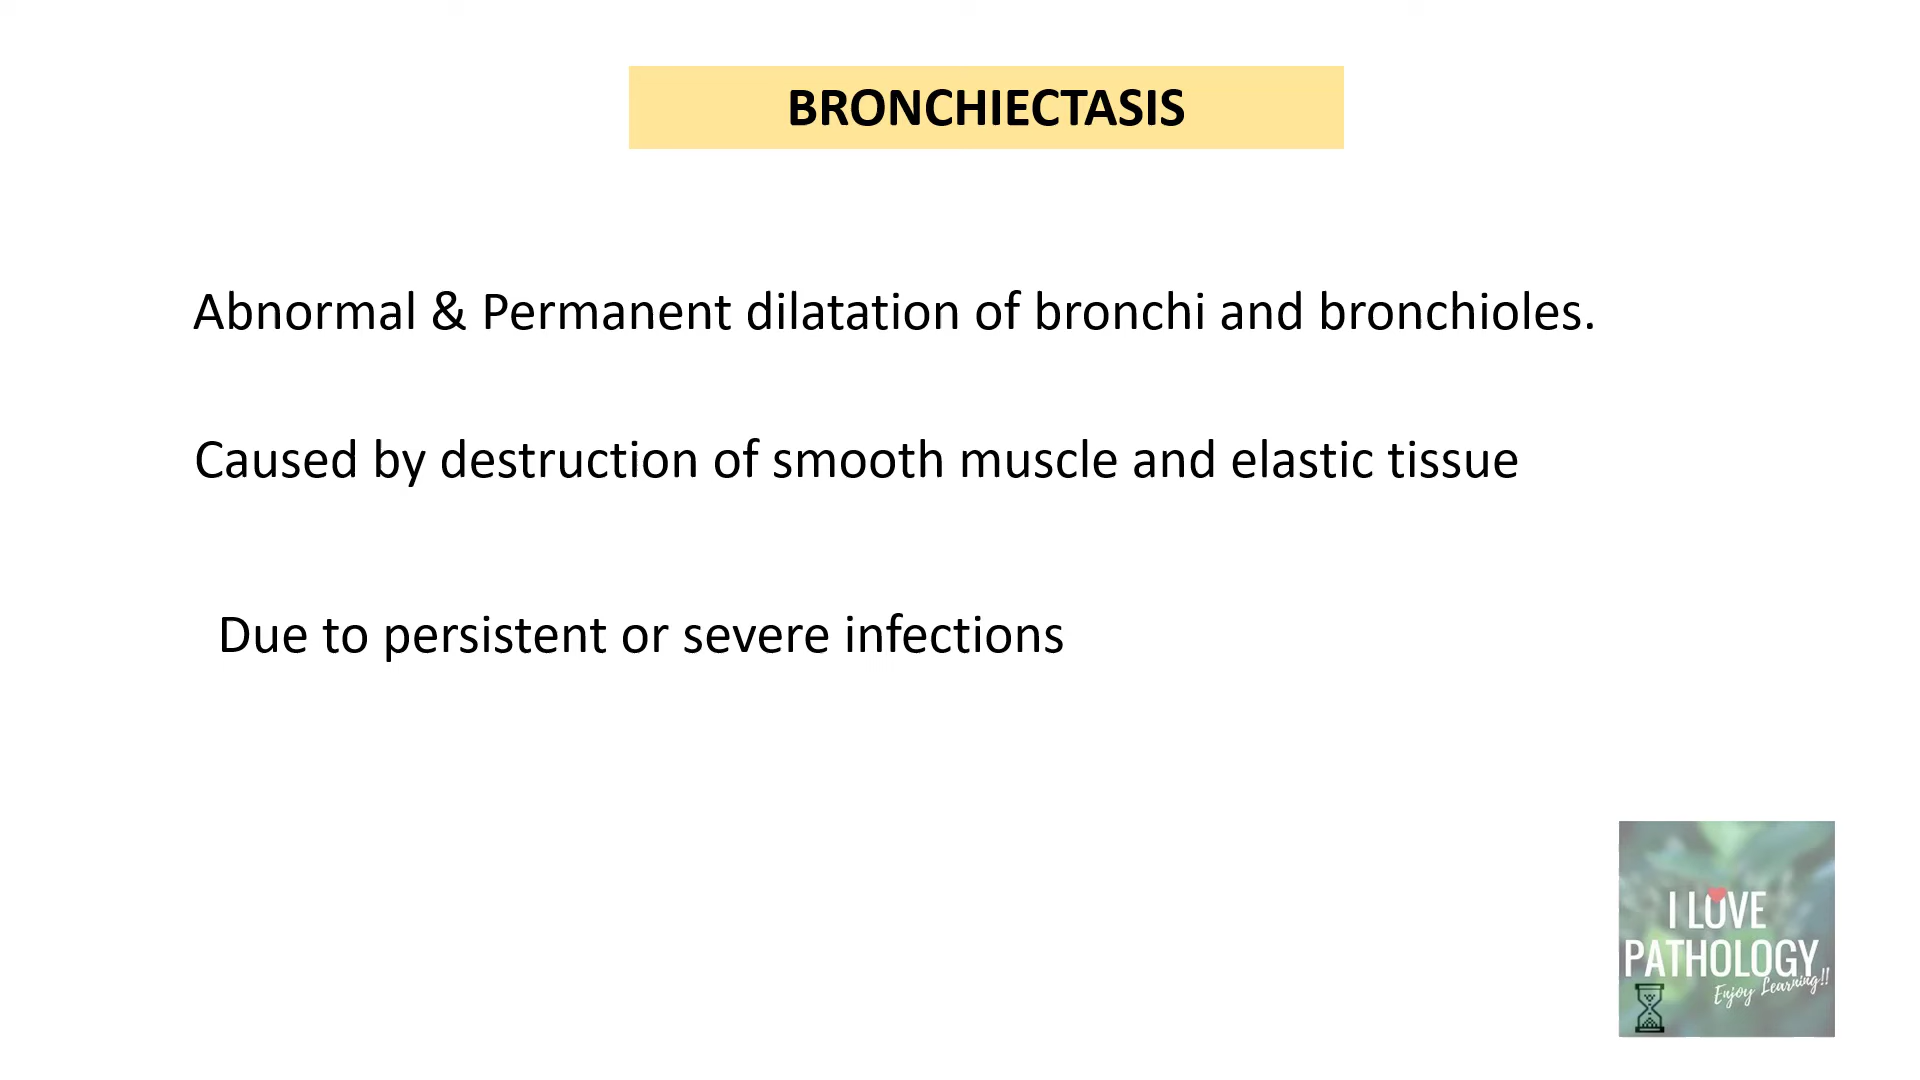 BRONCHIECTASIS
Abnormal & Permanent dilatation of bronchi and bronchioles.
Caused by destruction of smooth muscle and elastic tissue
Due to persistent or severe infections
I LOVE
PATHOLOGY
Enjoy Learning!!